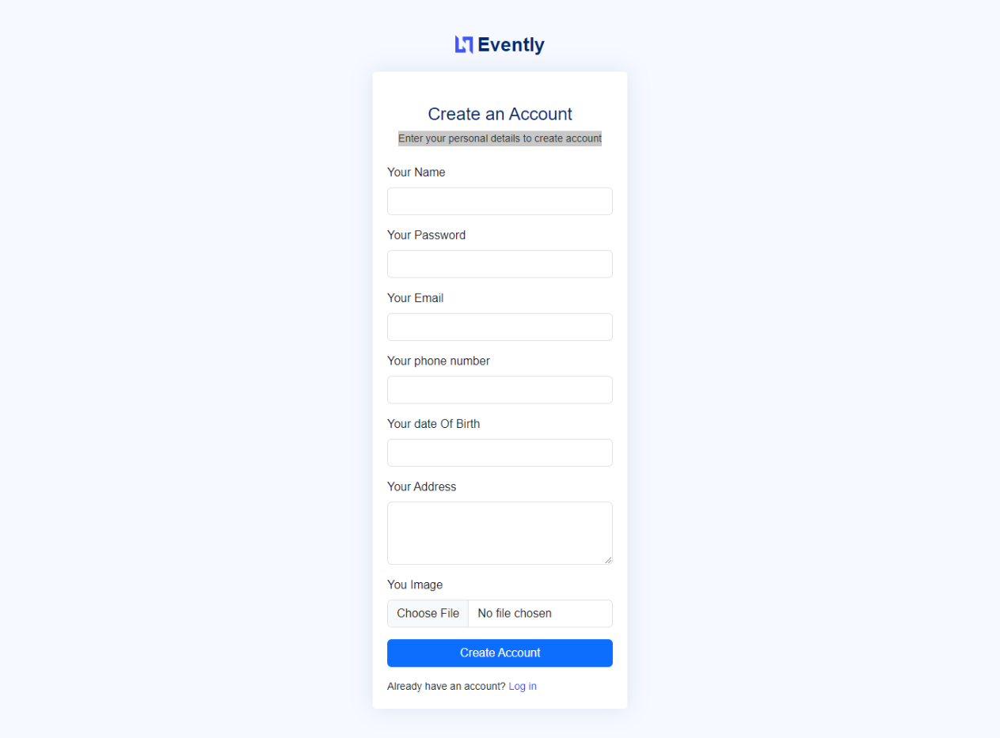 Evently
Create an Account
Enter your personal details to create account
Your Name
Your Password
Your Email
Your phone number
Your date Of Birth
Your Address
You Image
Choose File No file chosen
Create Account
Already have an account? Log in